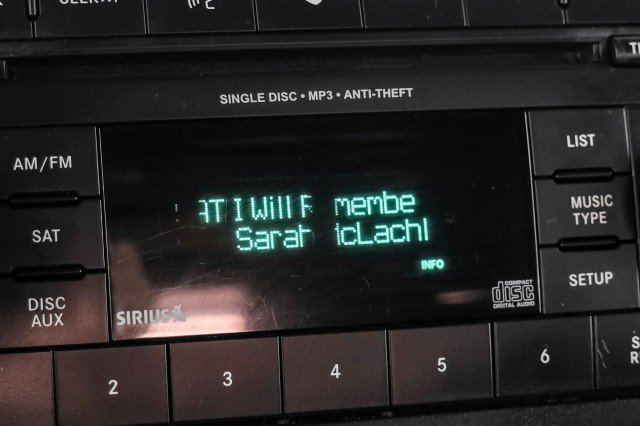 SINGLE DISC • MP3 • ANTI-THEFT
AM/FM
LIST
I Will
MUSIC
TYPE
SAT
INFO
SETUP
DISC
AUX
COMPACT
disc
DIGITAL AUDIO
SIRIUS
2
3
4
5
6